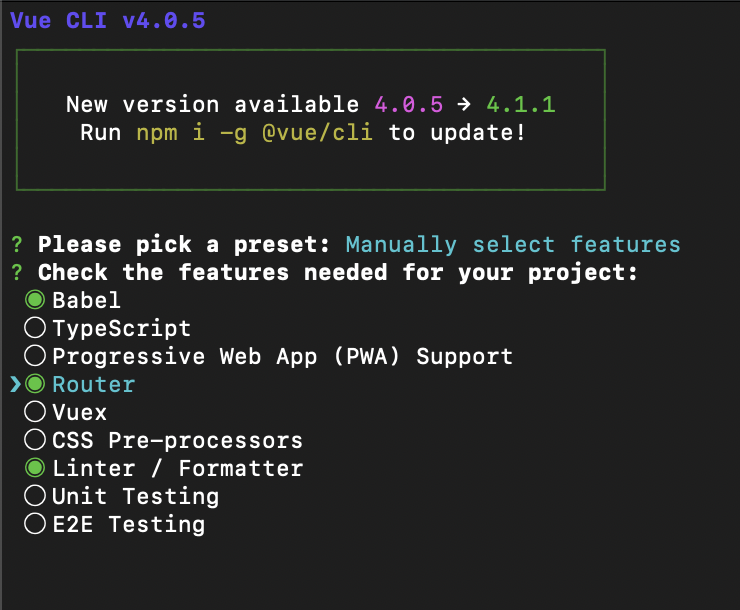 Vue CLI v4.0.5
New version available 4.0.5 → 4.1.1
Run npm i -g @vue/cli to update!
? Please pick a preset: Manually select features
? Check the features needed for your project:
◉ Babel
◯ TypeScript
◯ Progressive Web App (PWA) Support
❯◉ Router
◯ Vuex
◯ CSS Pre-processors
◉ Linter / Formatter
◯ Unit Testing
◯ E2E Testing